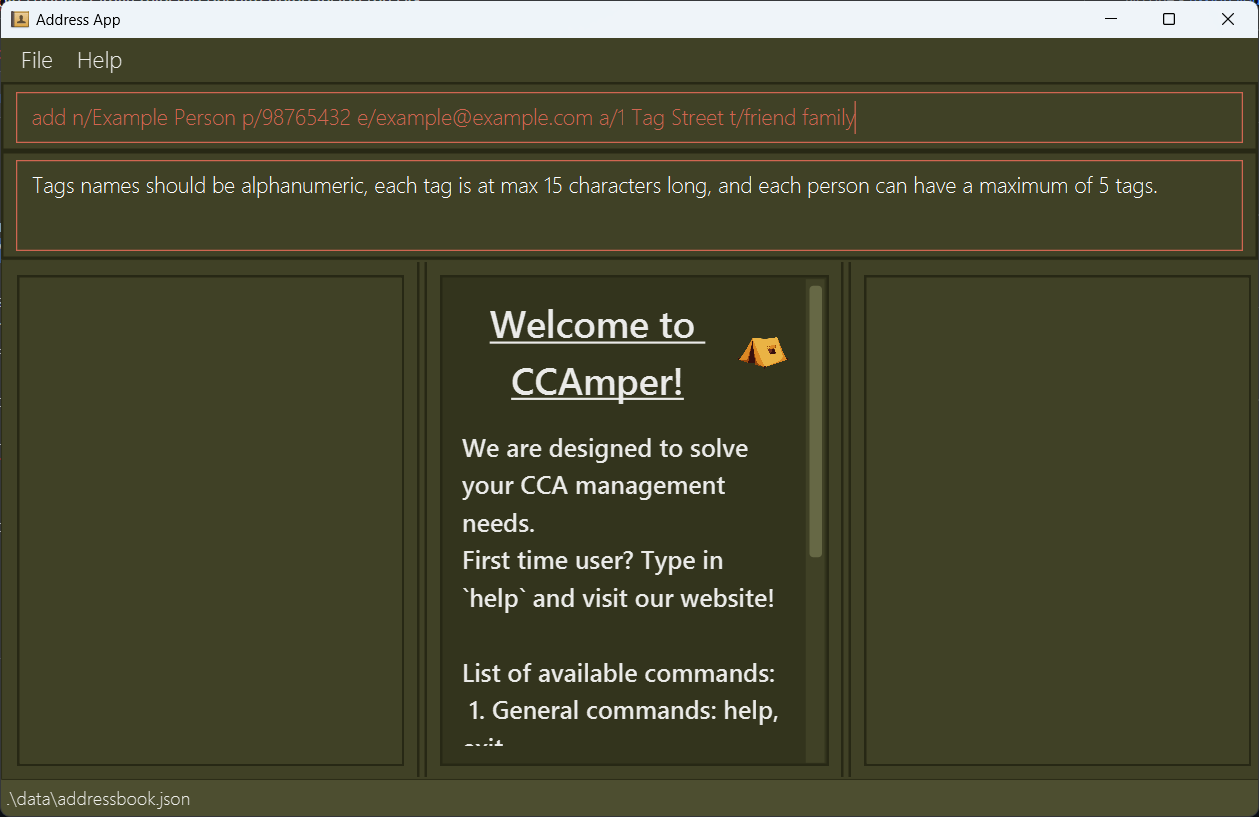 Address App
File Help
add n/Example Person p/98765432 e/example@example.com a/1 Tag Street t/friend family
Tags names should be alphanumeric, each tag is at max 15 characters long, and each person can have a maximum of 5 tags.
Welcome to
CCAmper!
We are designed to solve
your CCA management
needs.
First time user? Type in
`help` and visit our website!
List of available commands:
1. General commands: help,
exit
.\data\addressbook.json